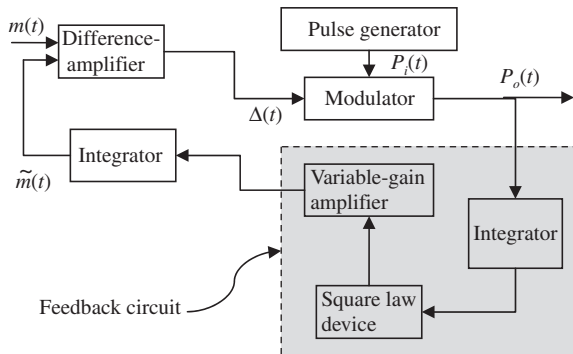 m(t)
Difference-
amplifier
Pulse generator
P_i(t)
P_o(t)
Δ(t)
Modulator
Integrator
m̃(t)
Variable-gain
amplifier
Integrator
Feedback circuit
Square law
device